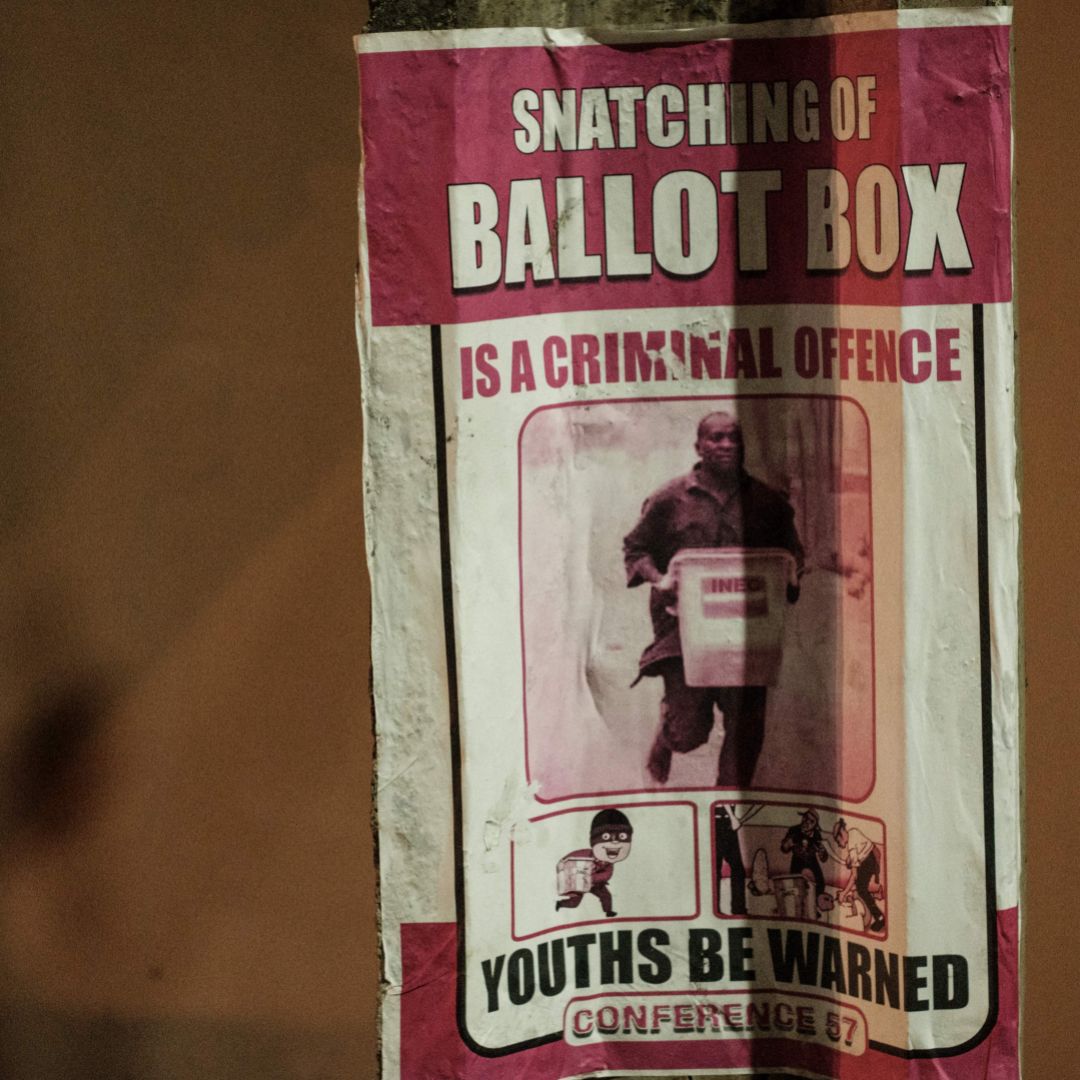 SNATCHING OF
BALLOT BOX
IS A CRIMINAL OFFENCE
INEC
YOUTHS BE WARNED
CONFERENCE 57